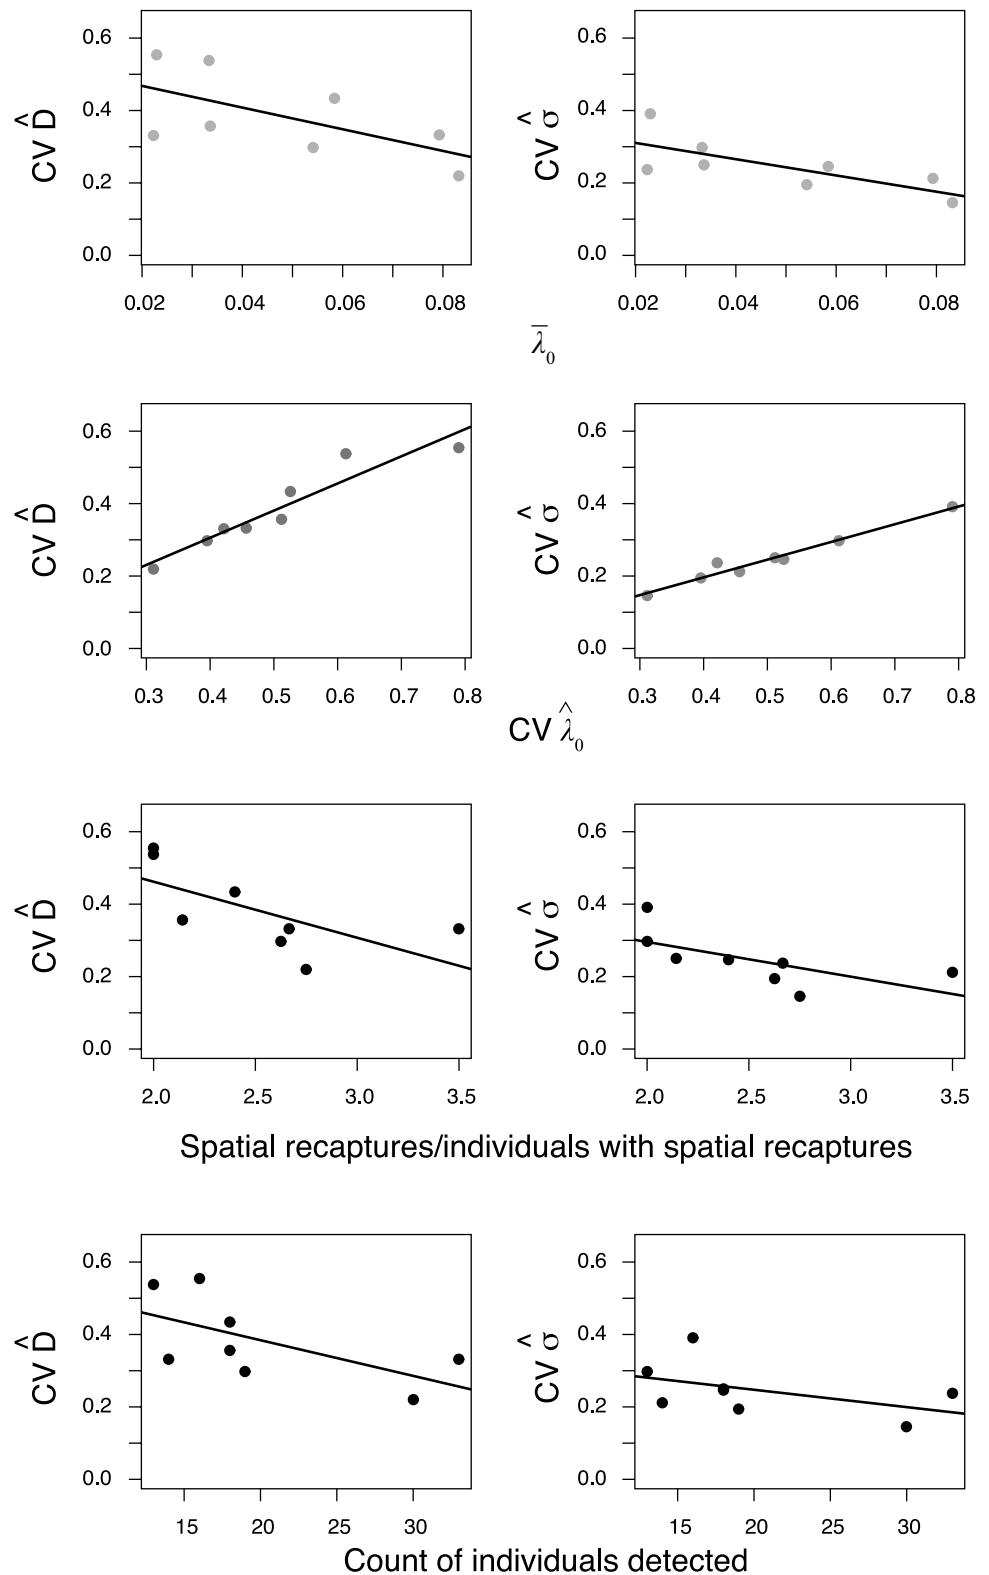 0.6
0.4
0.2
0.0
CV D̂
0.02 0.04 0.06 0.08
0.6
0.4
0.2
0.0
CV σ̂
0.02 0.04 0.06 0.08
λ̅₀
0.6
0.4
0.2
0.0
CV D̂
0.3 0.4 0.5 0.6 0.7 0.8
0.6
0.4
0.2
0.0
CV σ̂
0.3 0.4 0.5 0.6 0.7 0.8
CV λ̂₀
0.6
0.4
0.2
0.0
CV D̂
2.0 2.5 3.0 3.5
0.6
0.4
0.2
0.0
CV σ̂
2.0 2.5 3.0 3.5
Spatial recaptures/individuals with spatial recaptures
0.6
0.4
0.2
0.0
CV D̂
15 20 25 30
0.6
0.4
0.2
0.0
CV σ̂
15 20 25 30
Count of individuals detected